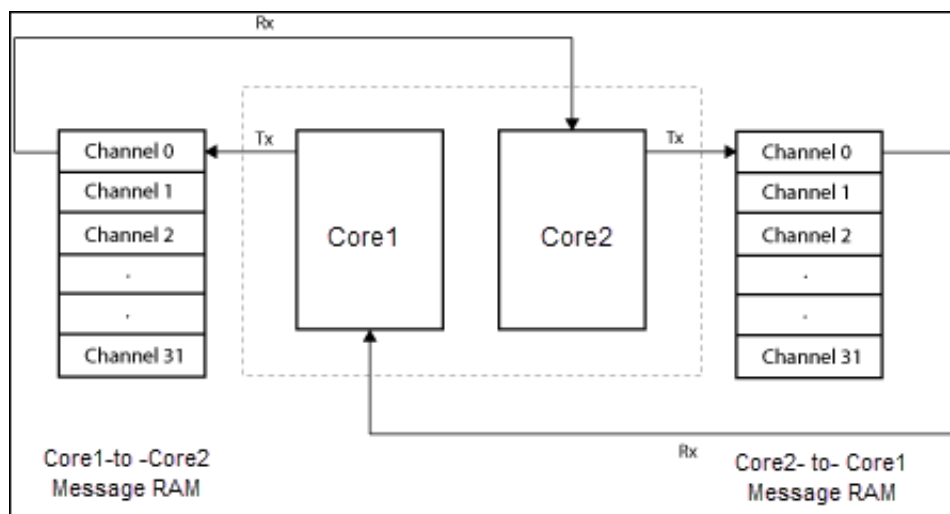 Rx
Channel 0
Channel 1
Channel 2
.
.
Channel 31
Tx
Core1
Core2
Tx
Channel 0
Channel 1
Channel 2
.
.
Channel 31
Rx
Core1-to -Core2
Message RAM
Core2- to- Core1
Message RAM